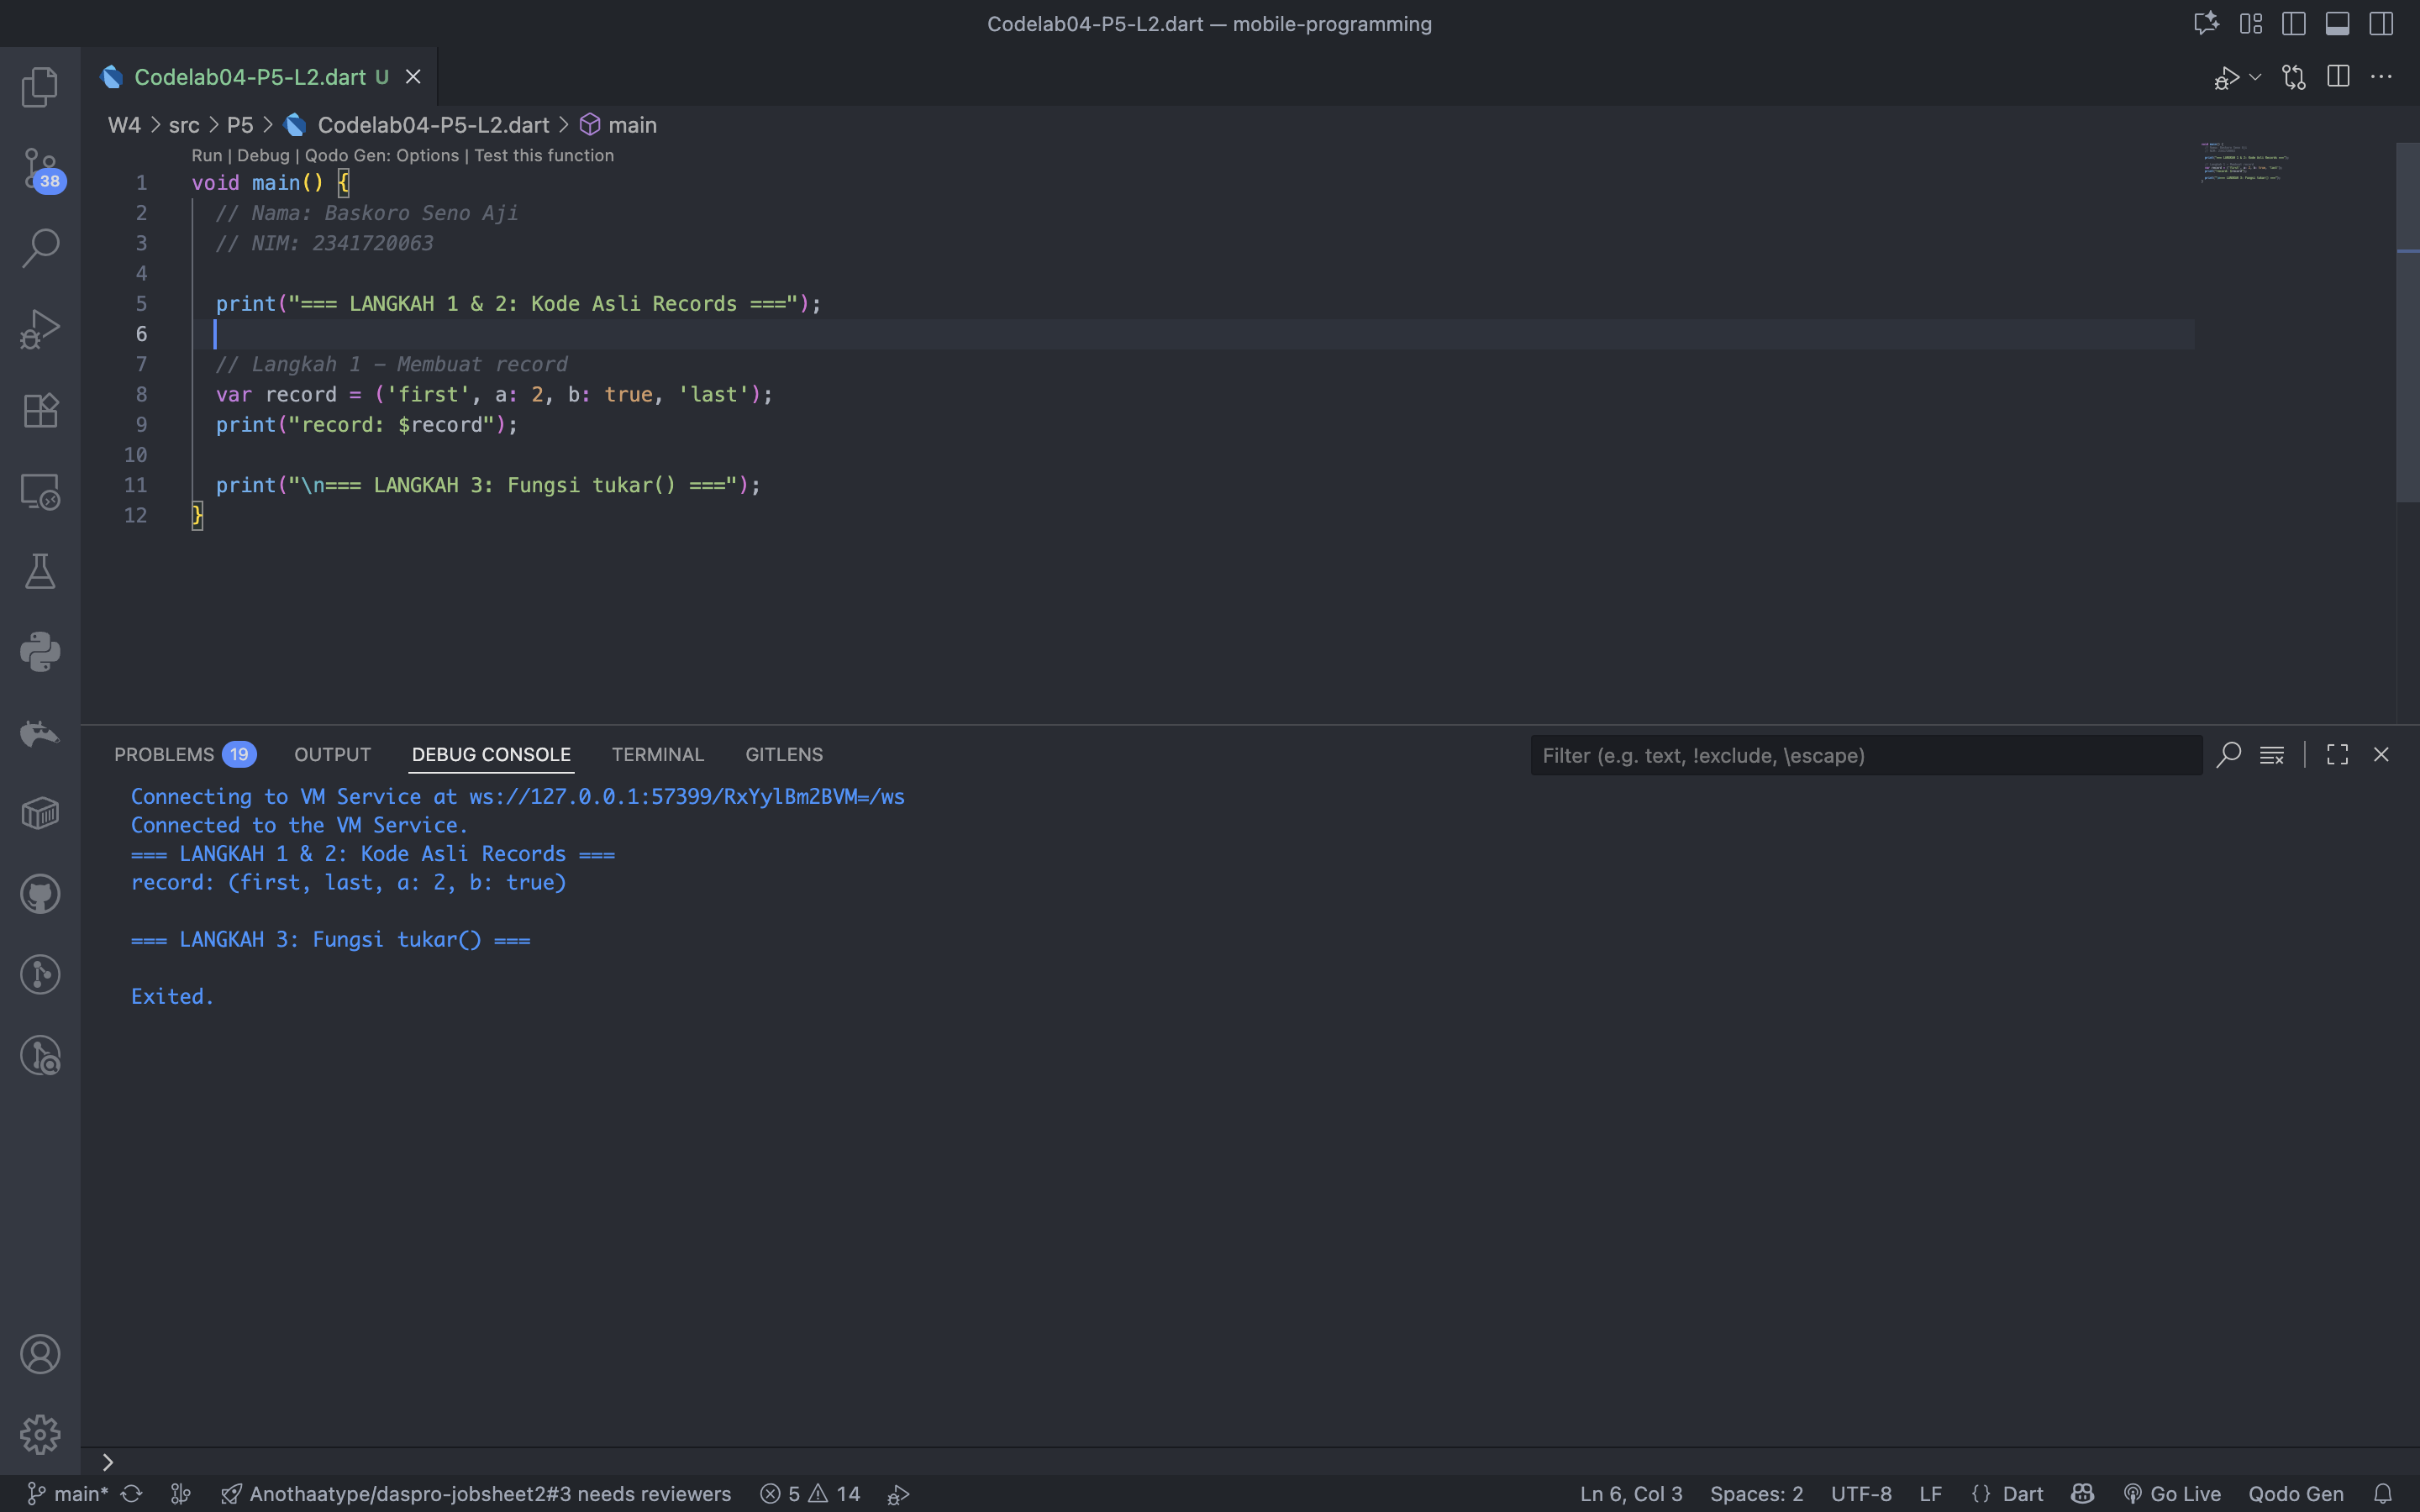 Codelab04-P5-L2.dart — mobile-programming
Codelab04-P5-L2.dart U
W4 > src > P5 > Codelab04-P5-L2.dart > main
Run | Debug | Qodo Gen: Options | Test this function
1 void main() {
2 // Nama: Baskoro Seno Aji
3 // NIM: 2341720063
4
5 print("=== LANGKAH 1 & 2: Kode Asli Records ===");
6
7 // Langkah 1 – Membuat record
8 var record = ('first', a: 2, b: true, 'last');
9 print("record: $record");
10
11 print("\n=== LANGKAH 3: Fungsi tukar() ===");
12 }
38
PROBLEMS 19 OUTPUT DEBUG CONSOLE TERMINAL GITLENS Filter (e.g. text, !exclude, \escape)
Connecting to VM Service at ws://127.0.0.1:57399/RxYylBm2BVM=/ws
Connected to the VM Service.
=== LANGKAH 1 & 2: Kode Asli Records ===
record: (first, last, a: 2, b: true)
=== LANGKAH 3: Fungsi tukar() ===
Exited.
main* Anothaatype/daspro-jobsheet2#3 needs reviewers 5 14 Ln 6, Col 3 Spaces: 2 UTF-8 LF {} Dart Go Live Qodo Gen